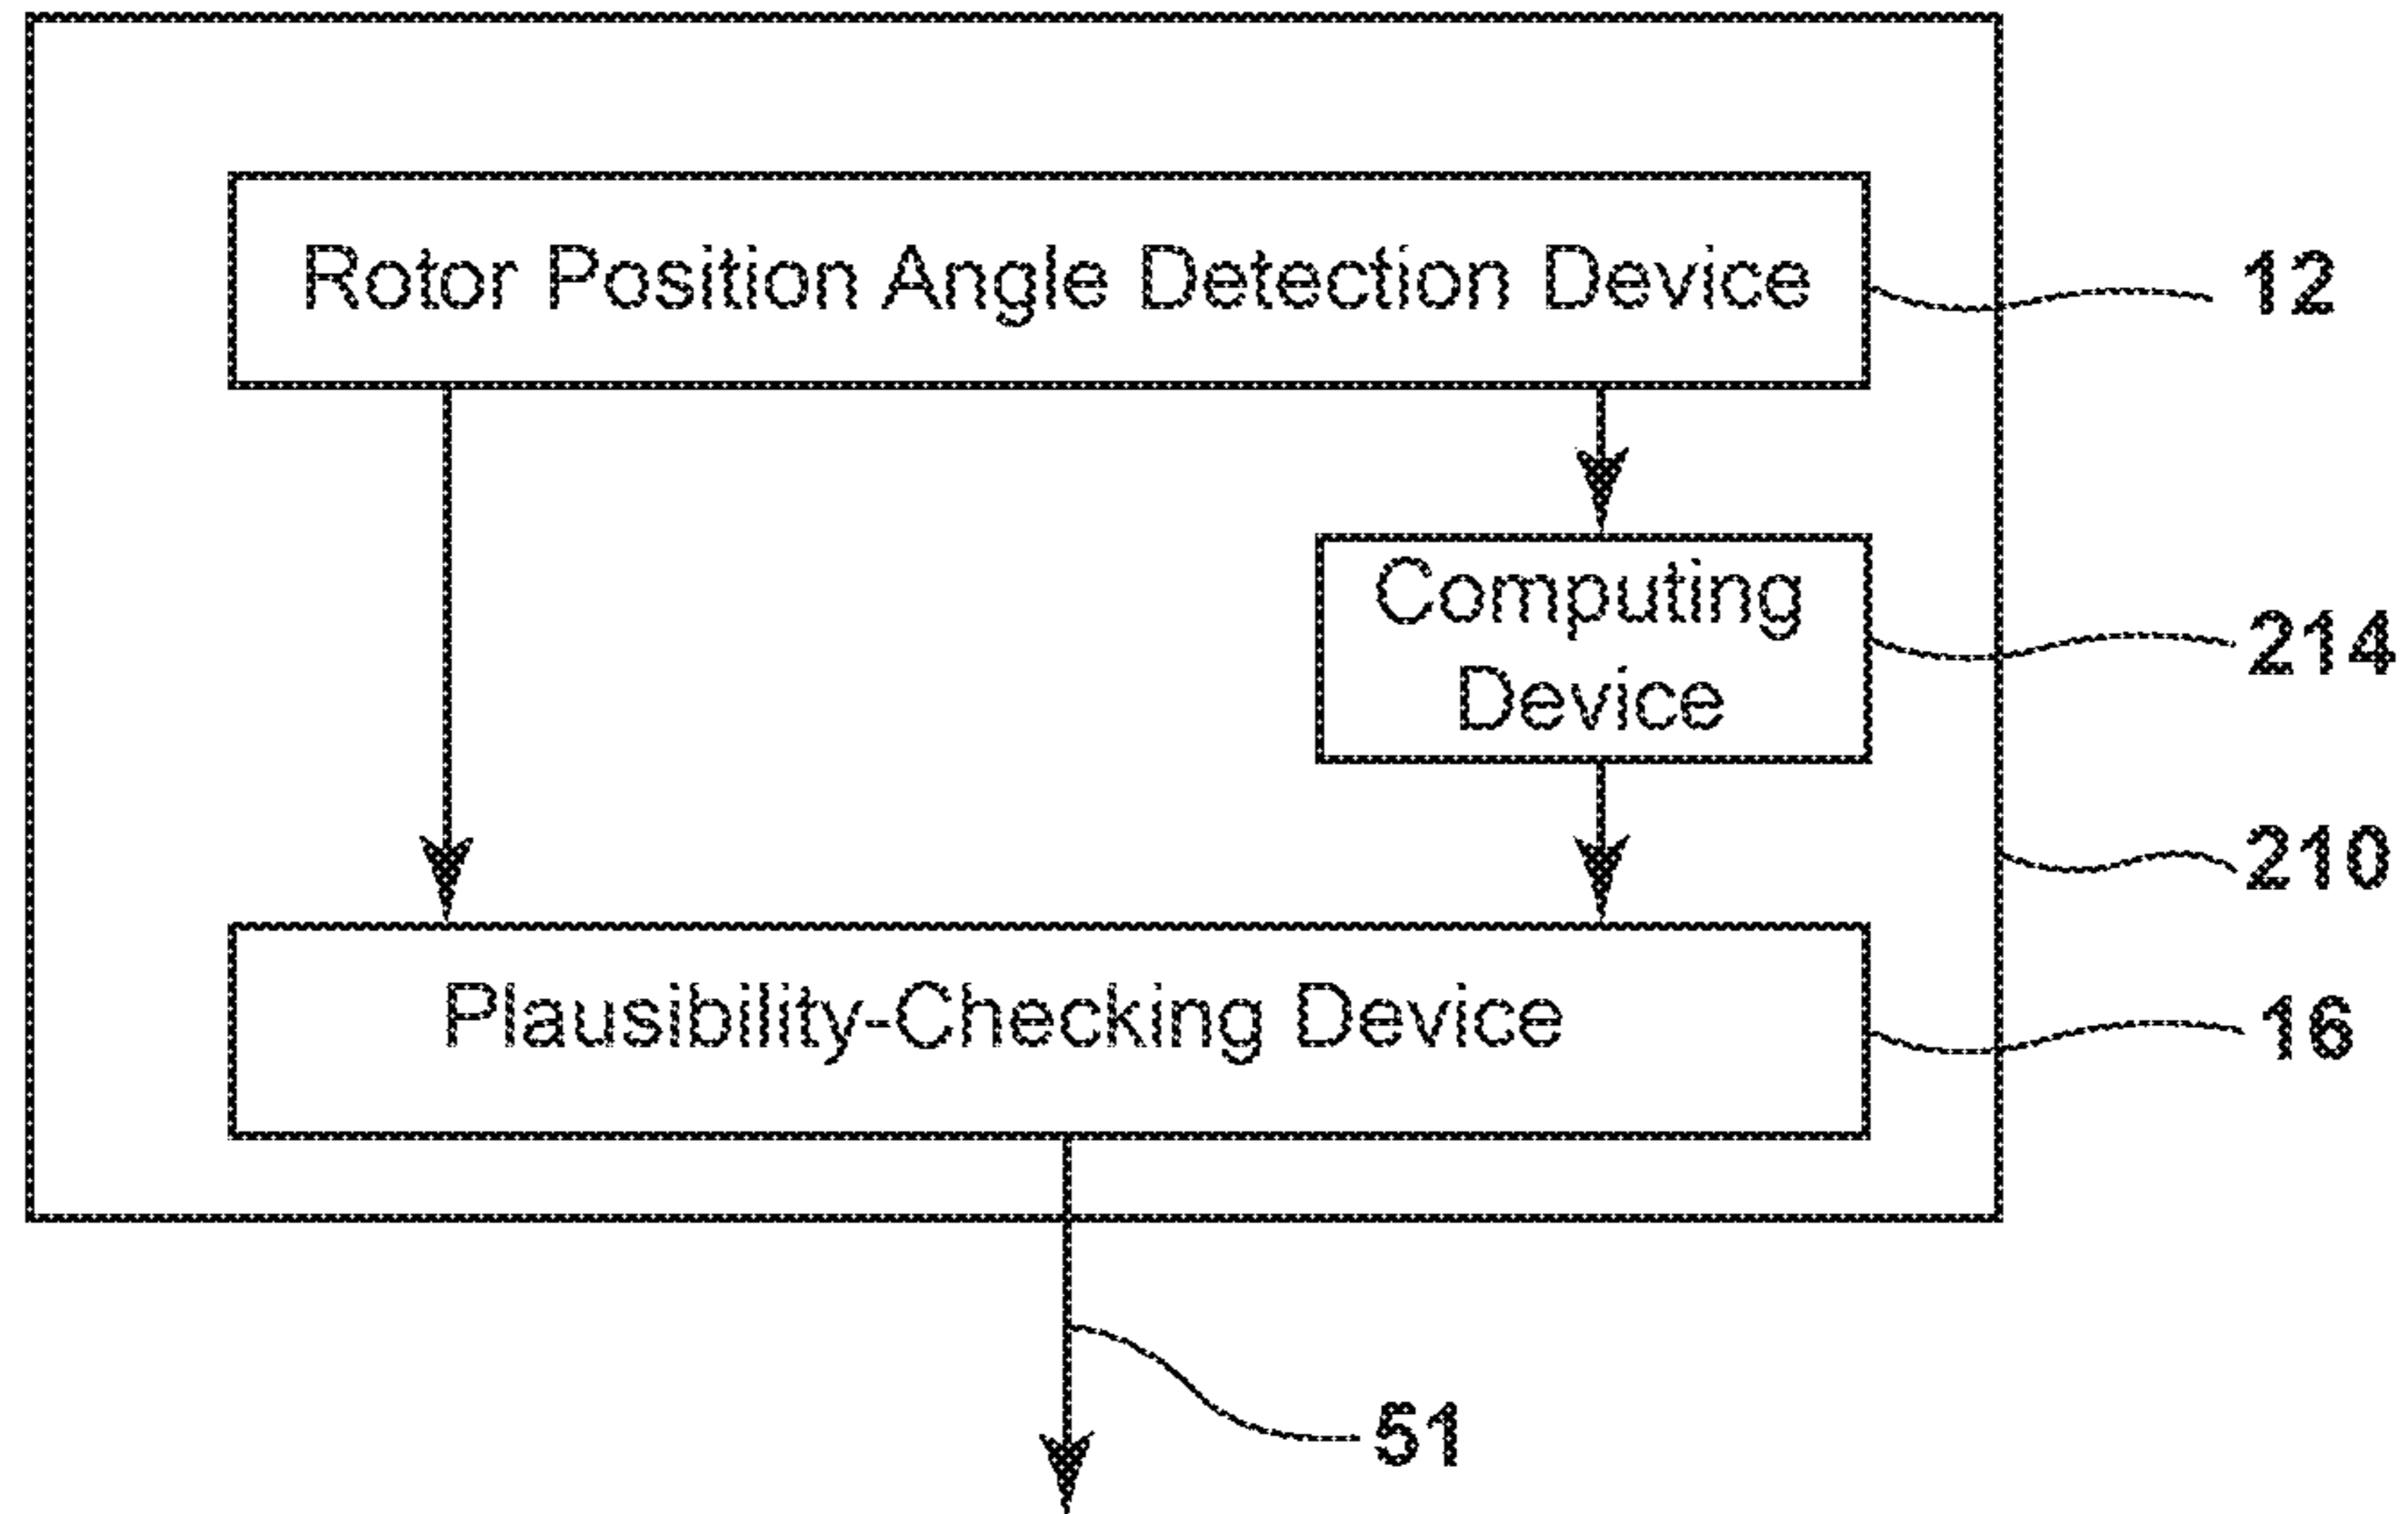 Rotor Position Angle Detection Device
12
Computing
Device
214
210
Plausibility-Checking Device
16
51